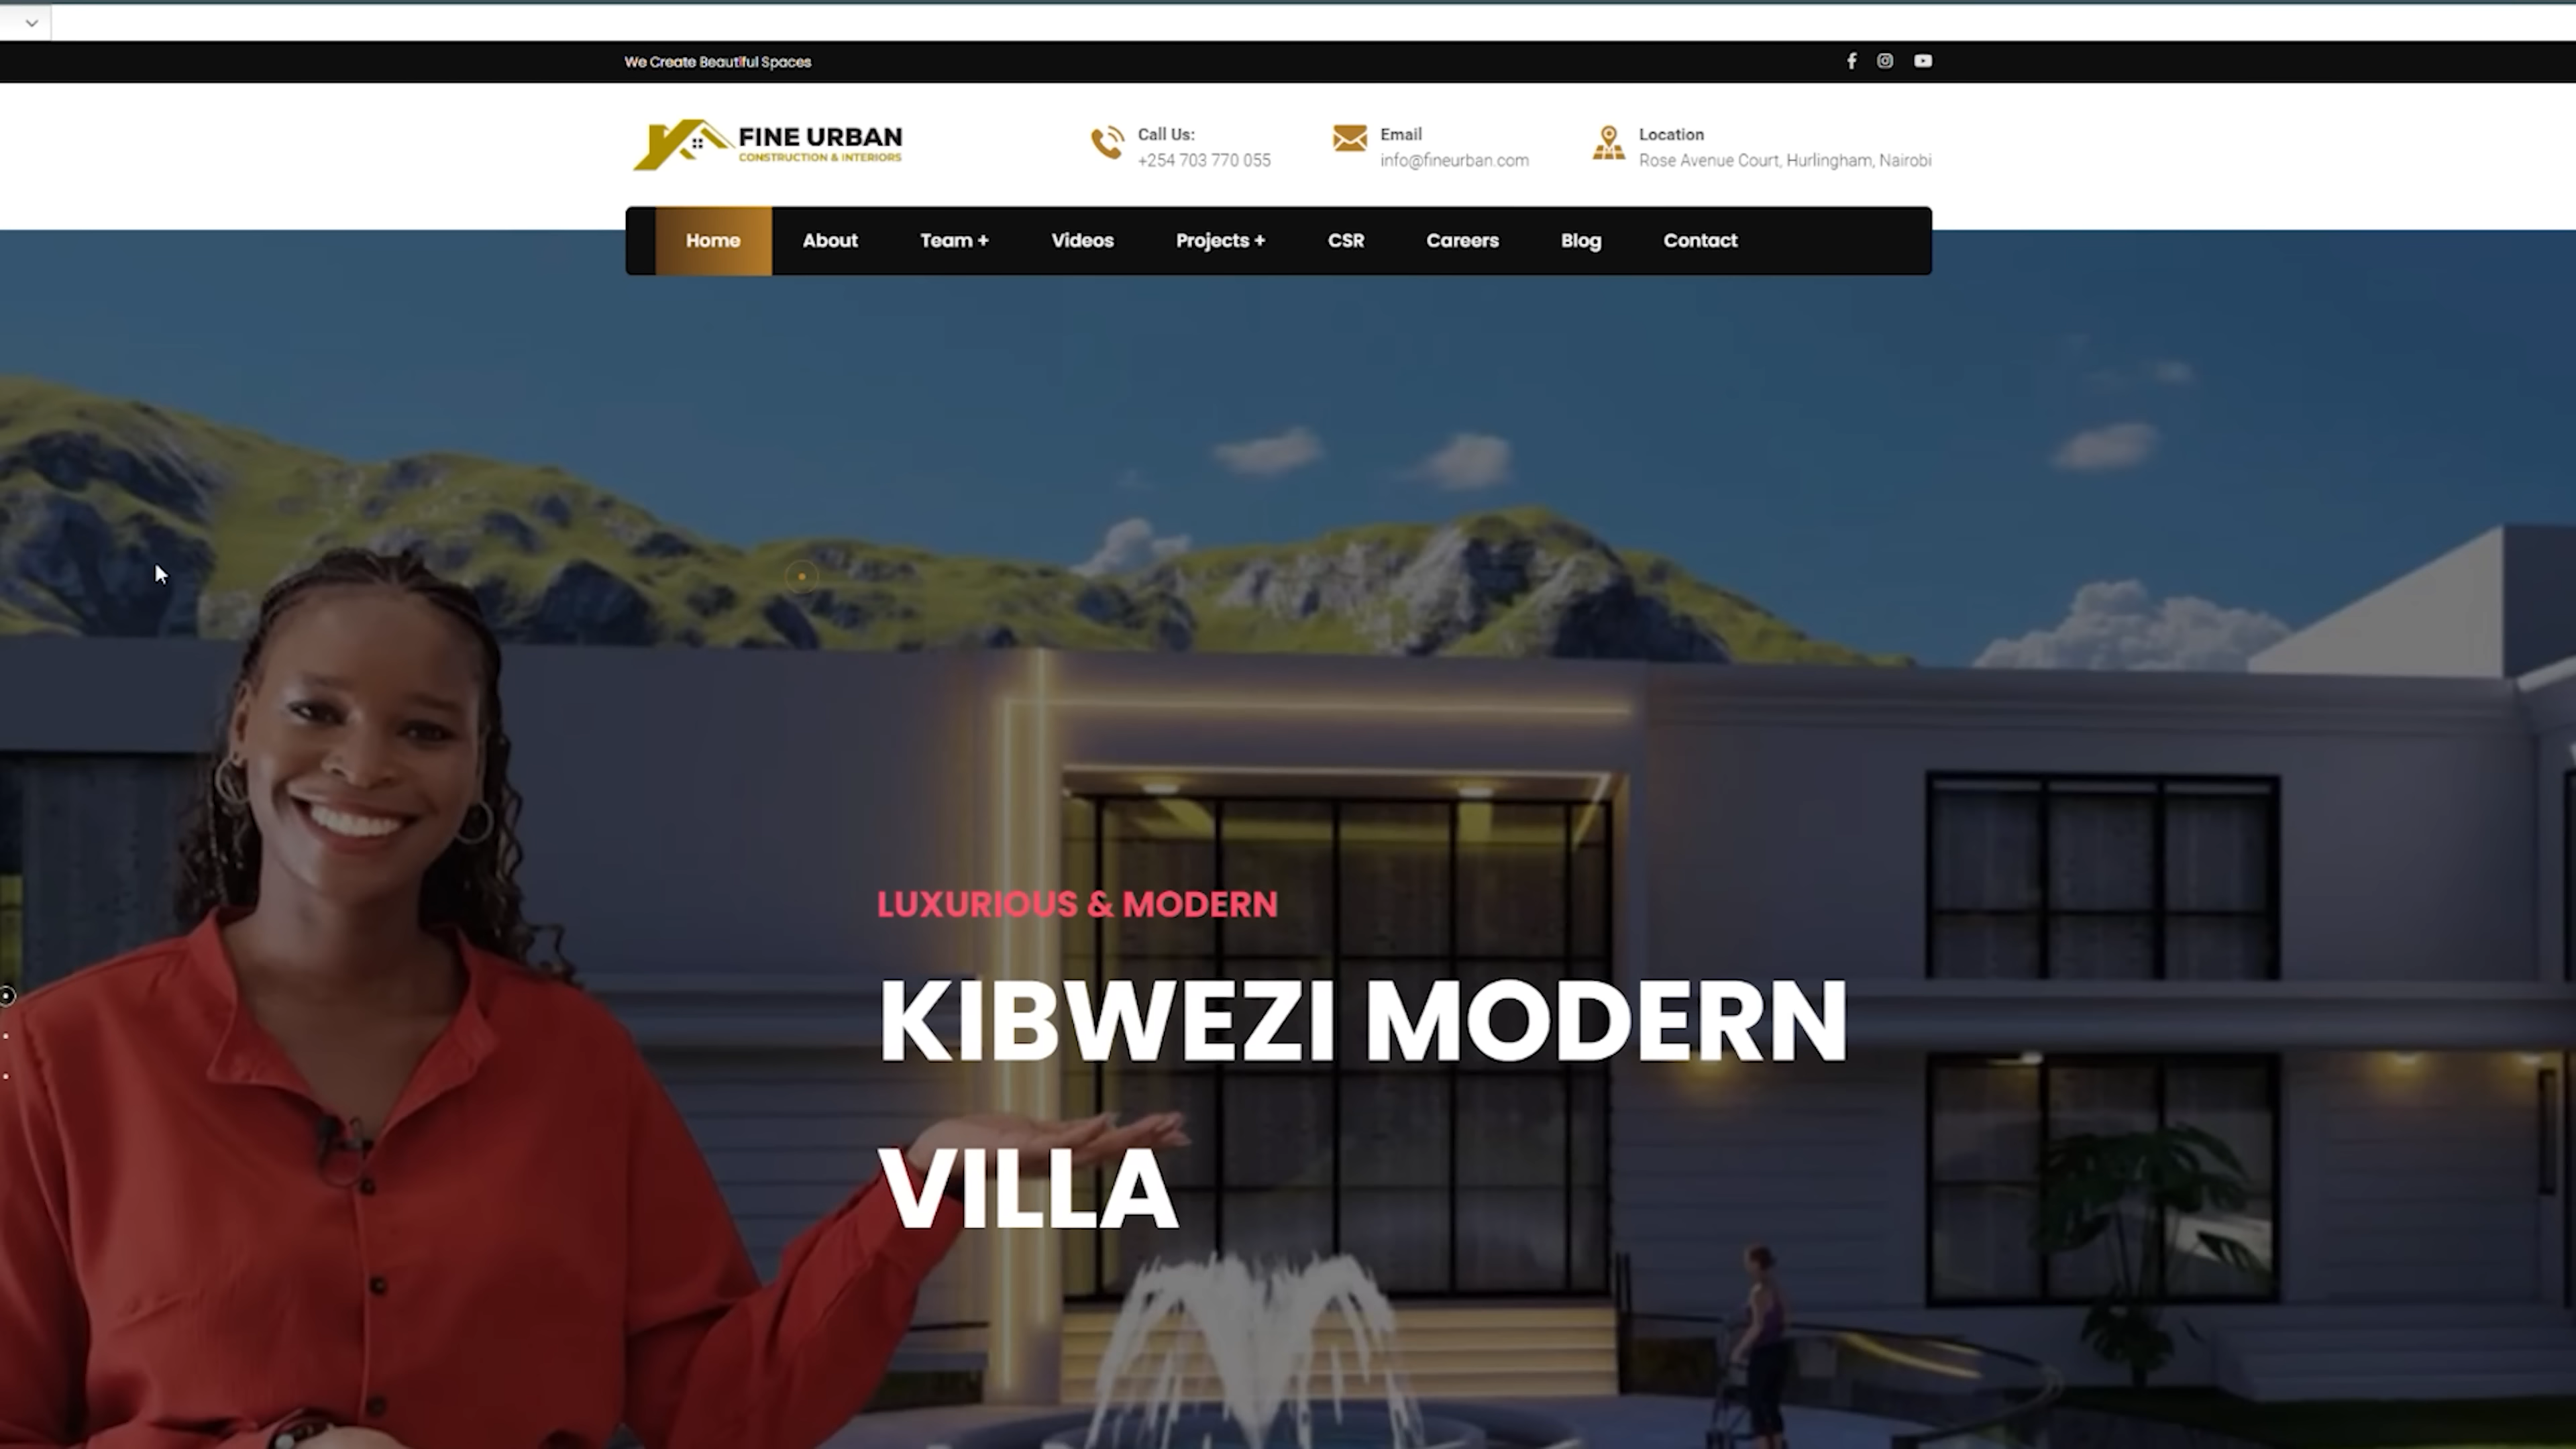 We Create Beautiful Spaces
FINE URBAN
CONSTRUCTION & INTERIORS
Call Us:
+254 703 770 055
Email
info@fineurban.com
Location
Rose Avenue Court, Hurlingham, Nairobi
Home About Team + Videos Projects + CSR Careers Blog Contact
LUXURIOUS & MODERN
KIBWEZI MODERN
VILLA